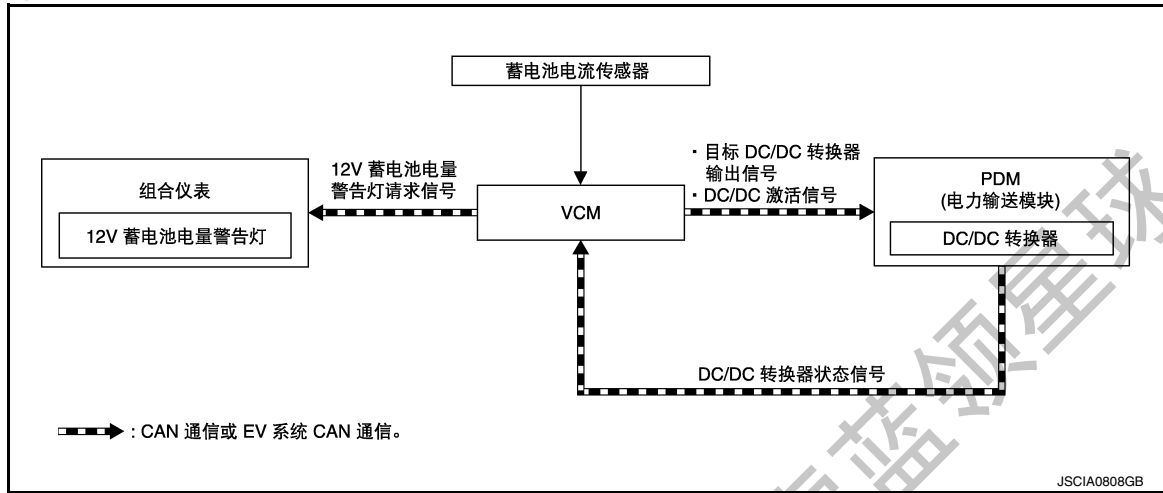 蓄电池电流传感器
12V 蓄电池电量
警告灯请求信号
· 目标 DC/DC 转换器
输出信号
· DC/DC 激活信号
组合仪表
12V 蓄电池电量警告灯
VCM
PDM
(电力输送模块)
DC/DC 转换器
DC/DC 转换器状态信号
: CAN 通信或 EV 系统 CAN 通信。
JSCIA0808GB
蓝领星球